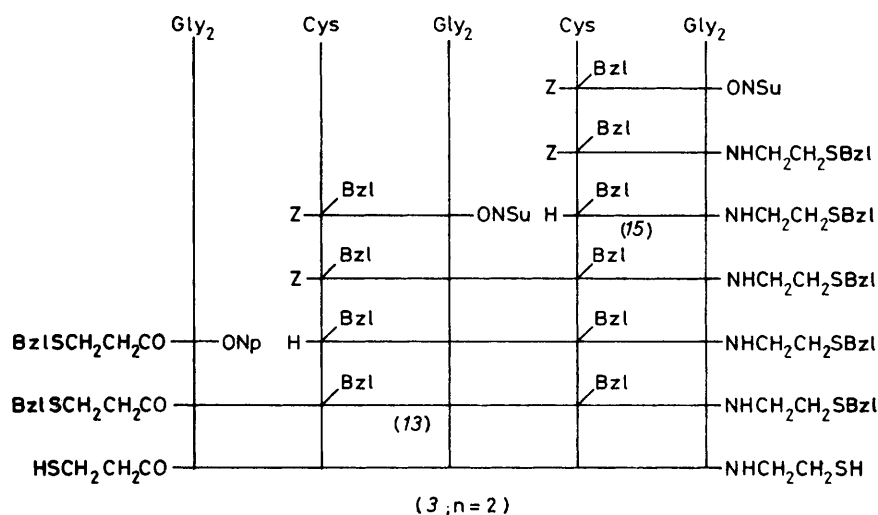 Gly₂ Cys Gly₂ Cys Gly₂
Bzl
Z ONSu
Bzl
Z NHCH₂CH₂SBzl
Bzl Bzl
Z ONSu H NHCH₂CH₂SBzl
(15)
Bzl Bzl
Z NHCH₂CH₂SBzl
Bzl Bzl
BzlSCH₂CH₂CO ONp H NHCH₂CH₂SBzl
Bzl Bzl
BzlSCH₂CH₂CO NHCH₂CH₂SBzl
(13)
HSCH₂CH₂CO NHCH₂CH₂SH
(3; n=2)